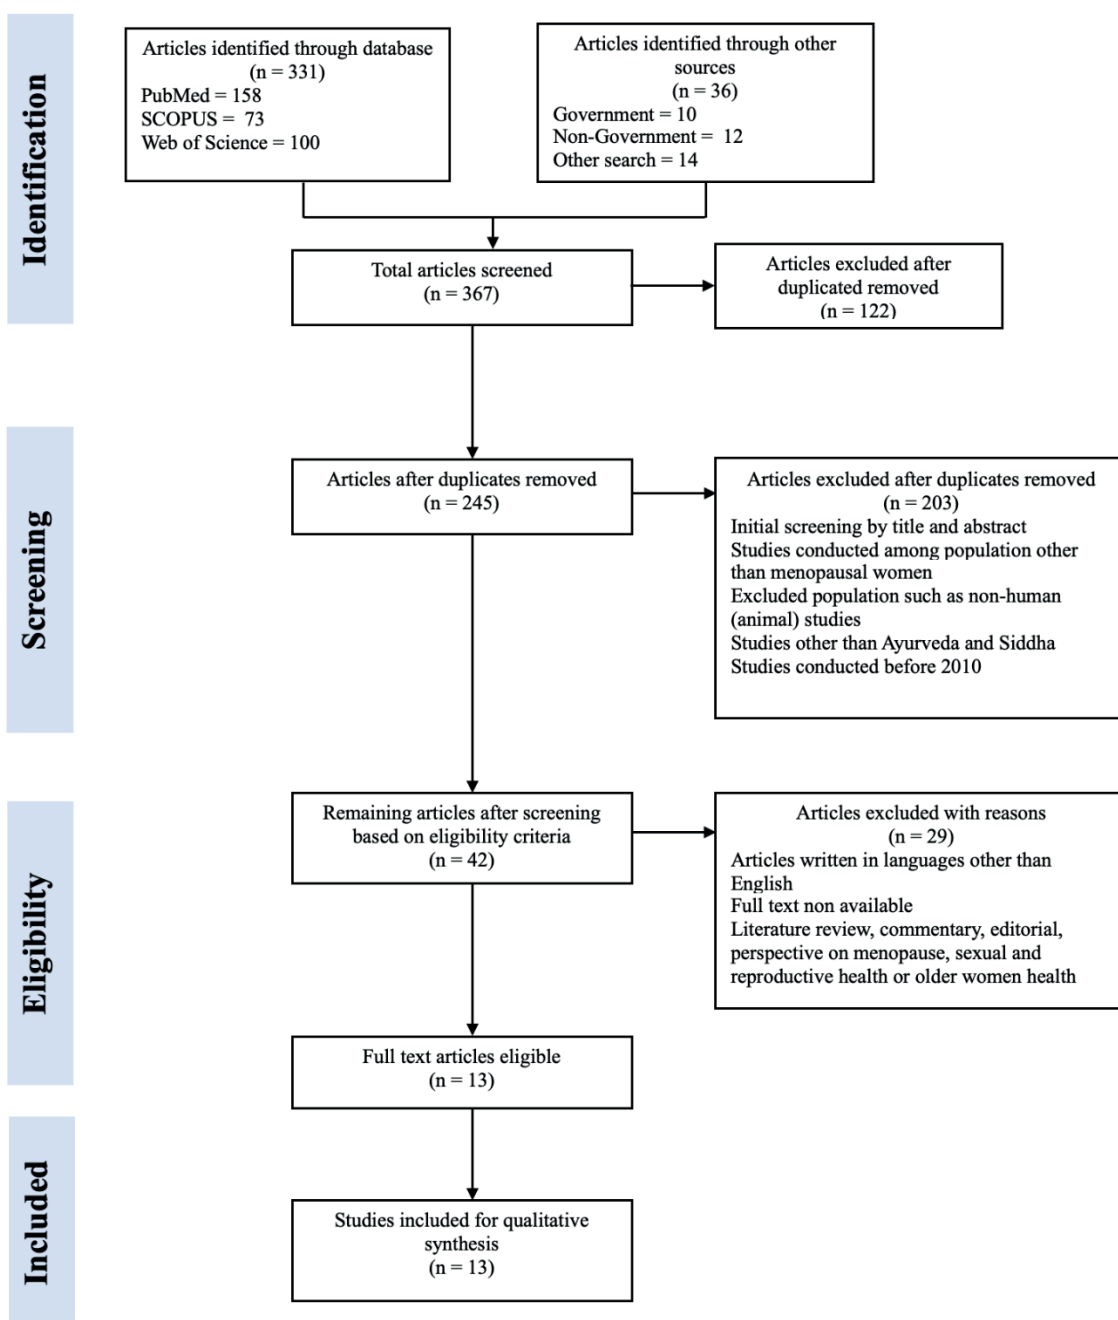 Identification
Articles identified through database
(n = 331)
PubMed = 158
SCOPUS = 73
Web of Science = 100
Articles identified through other
sources
(n = 36)
Government = 10
Non-Government = 12
Other search = 14
Total articles screened
(n = 367)
Articles excluded after
duplicated removed
(n = 122)
Screening
Articles after duplicates removed
(n = 245)
Articles excluded after duplicates removed
(n = 203)
Initial screening by title and abstract
Studies conducted among population other
than menopausal women
Excluded population such as non-human
(animal) studies
Studies other than Ayurveda and Siddha
Studies conducted before 2010
Eligibility
Remaining articles after screening
based on eligibility criteria
(n = 42)
Articles excluded with reasons
(n = 29)
Articles written in languages other than
English
Full text non available
Literature review, commentary, editorial,
perspective on menopause, sexual and
reproductive health or older women health
Full text articles eligible
(n = 13)
Included
Studies included for qualitative
synthesis
(n = 13)